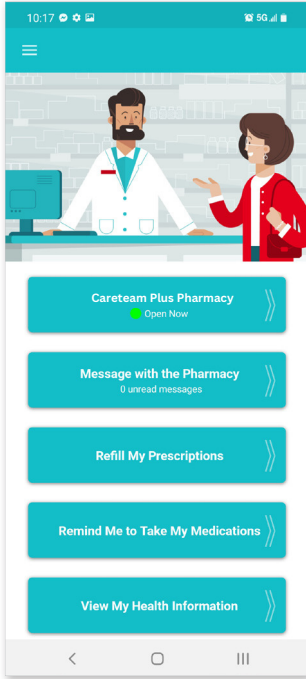 10:17
5G
Careteam Plus Pharmacy
Open Now
Message with the Pharmacy
0 unread messages
Refill My Prescriptions
Remind Me to Take My Medications
View My Health Information